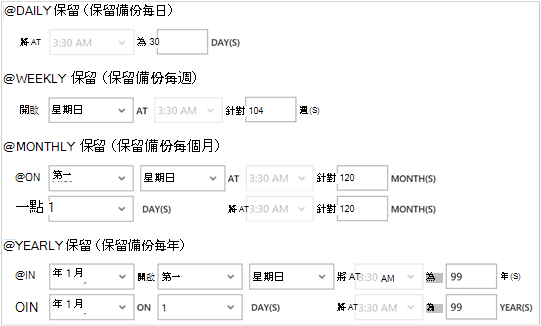 @DAILY 保留（保留備份每日）
將 AT 3:30 AM 為 30 DAY(S)
@WEEKLY 保留（保留備份每週）
開啟 星期日 AT 3:30 AM 針對 104 週 (S)
@MONTHLY 保留（保留備份每個月）
@ON 第一 星期日 AT 3:30 AM 針對 120 MONTH(S)
一點 1 DAY(S) 將 AT 3:30 AM 針對 120 MONTH(S)
@YEARLY 保留（保留備份每年）
@IN 年 1 月 開啟 第一 星期日 將 AT 3:30 AM 為 99 年 (S)
OIN 年 1 月 ON 1 DAY(S) 將 AT 3:30 AM 為 99 YEAR(S)